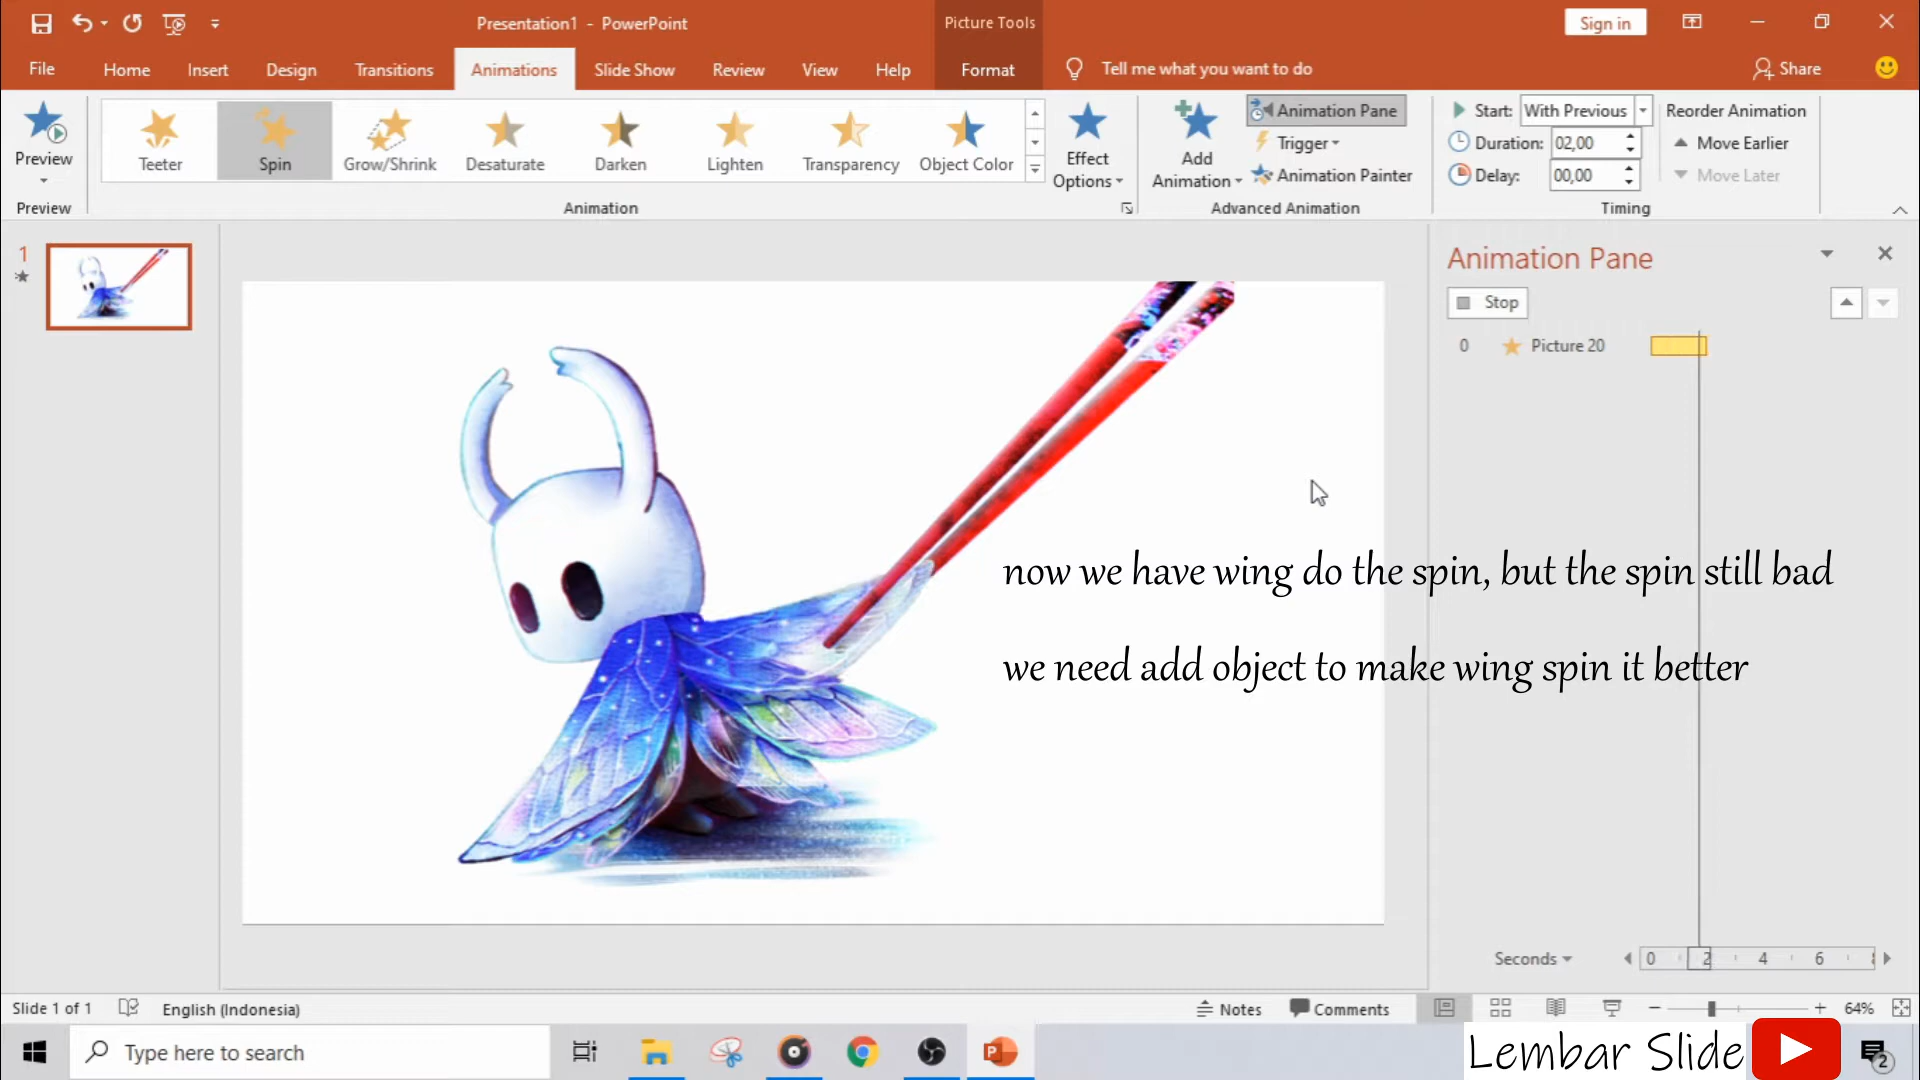 Presentation1 - PowerPoint
Picture Tools
Sign in
File
Home
Insert
Design
Transitions
Animations
Slide Show
Review
View
Help
Format
Tell me what you want to do
Share
Preview
Teeter
Spin
Grow/Shrink
Desaturate
Darken
Lighten
Transparency
Object Color
Effect
Options
Add
Animation
Animation Pane
Trigger
Animation Painter
Start: With Previous
Duration: 02,00
Delay: 00,00
Reorder Animation
Move Earlier
Move Later
Preview
Animation
Advanced Animation
Timing
1
Animation Pane
Stop
0 Picture 20
now we have wing do the spin, but the spin still bad
we need add object to make wing spin it better
Seconds
0 2 4 6
Slide 1 of 1
English (Indonesia)
Notes
Comments
64%
Type here to search
Lembar Slide
2